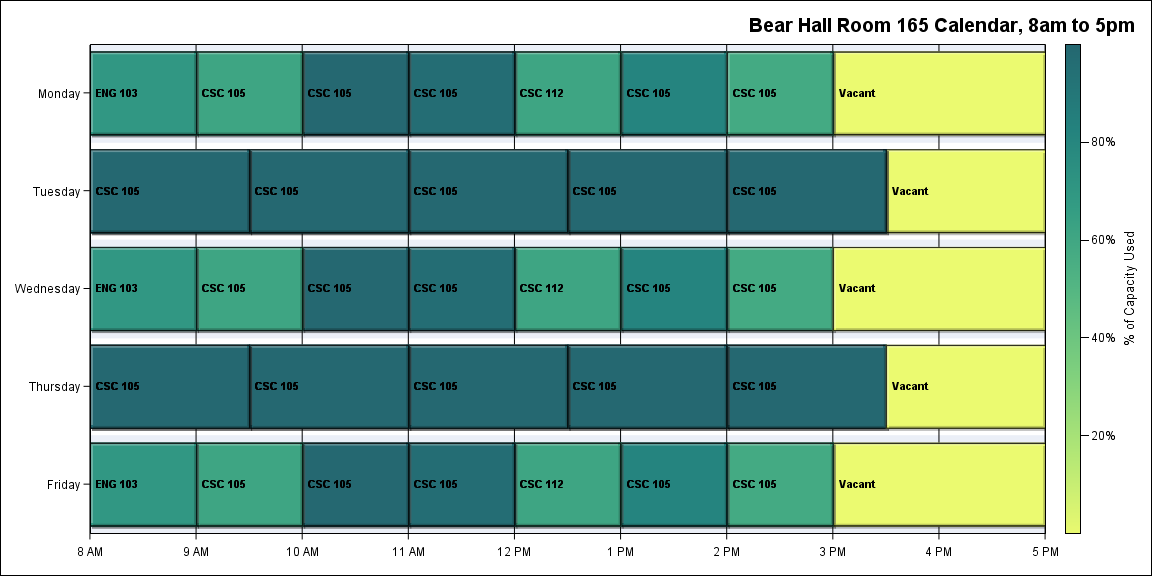 Bear Hall Room 165 Calendar, 8am to 5pm
Monday
ENG 103
CSC 105
CSC 105
CSC 105
CSC 112
CSC 105
CSC 105
Vacant
Tuesday
CSC 105
CSC 105
CSC 105
CSC 105
CSC 105
Vacant
Wednesday
ENG 103
CSC 105
CSC 105
CSC 105
CSC 112
CSC 105
CSC 105
Vacant
Thursday
CSC 105
CSC 105
CSC 105
CSC 105
CSC 105
Vacant
Friday
ENG 103
CSC 105
CSC 105
CSC 105
CSC 112
CSC 105
CSC 105
Vacant
8 AM
9 AM
10 AM
11 AM
12 PM
1 PM
2 PM
3 PM
4 PM
5 PM
80%
60%
40%
20%
% of Capacity Used